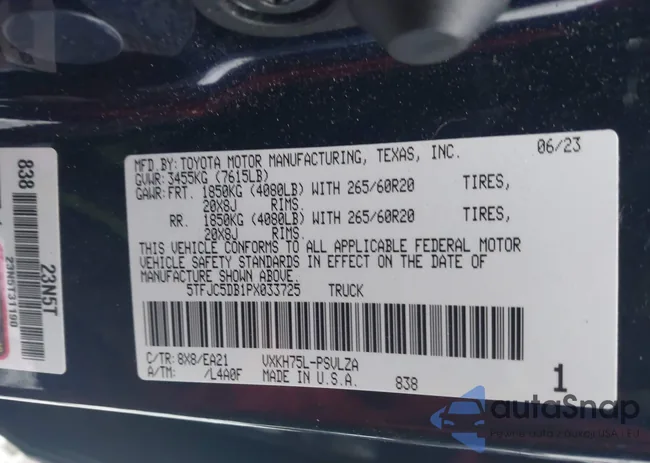 MFD.BY:TOYOTA MOTOR MANUFACTURING, TEXAS, INC. 06/23
GVWR:3455KG (7615LB)
GAWR:FRT. 1850KG (4080LB) WITH 265/60R20 TIRES,
20X8J RIMS.
RR. 1850KG (4080LB) WITH 265/60R20 TIRES,
20X8J RIMS.
THIS VEHICLE CONFORMS TO ALL APPLICABLE FEDERAL MOTOR
VEHICLE SAFETY STANDARDS IN EFFECT ON THE DATE OF
MANUFACTURE SHOWN ABOVE.
5TFJC5DB1PX033725 TRUCK
C/TR: 8X8/EA21 VXKH75L-PSVLZA
A/TM: /L4A0F MADE IN U.S.A. 838 1
838
23N5T
23N5T31190
autoSnap